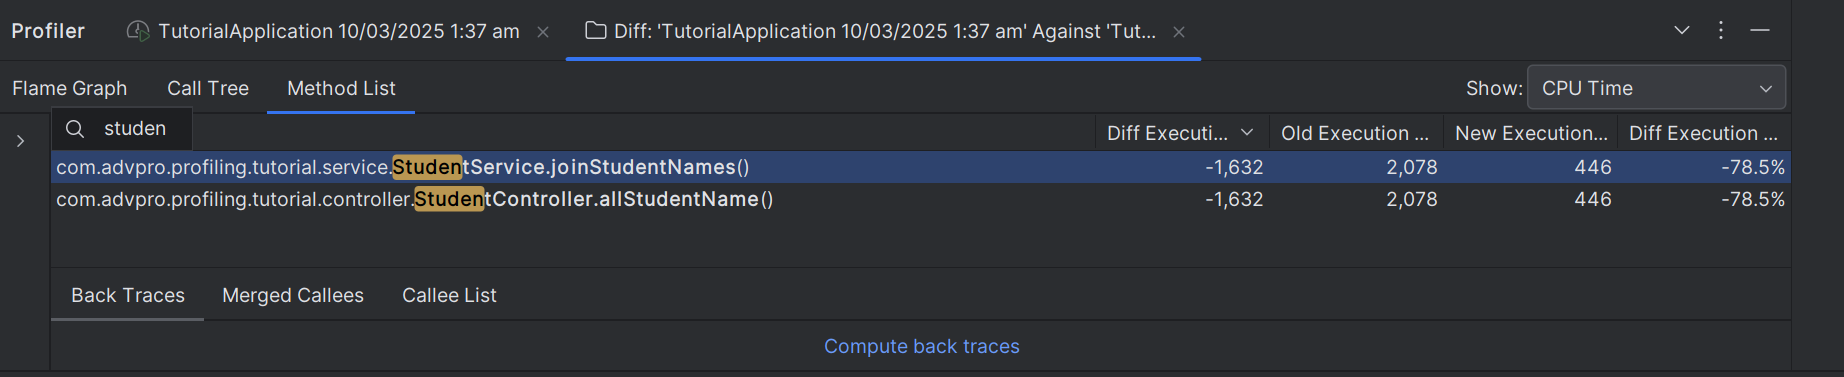 Profiler TutorialApplication 10/03/2025 1:37 am Diff: 'TutorialApplication 10/03/2025 1:37 am' Against 'Tut...
Flame Graph Call Tree Method List Show: CPU Time
studen Diff Executi... Old Execution ... New Execution... Diff Execution ...
com.advpro.profiling.tutorial.service.StudentService.joinStudentNames() -1,632 2,078 446 -78.5%
com.advpro.profiling.tutorial.controller.StudentController.allStudentName() -1,632 2,078 446 -78.5%
Back Traces Merged Callees Callee List
Compute back traces